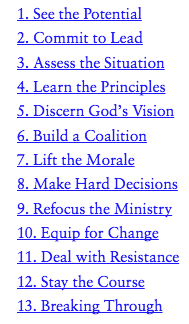 1. See the Potential
2. Commit to Lead
3. Assess the Situation
4. Learn the Principles
5. Discern God's Vision
6. Build a Coalition
7. Lift the Morale
8. Make Hard Decisions
9. Refocus the Ministry
10. Equip for Change
11. Deal with Resistance
12. Stay the Course
13. Breaking Through